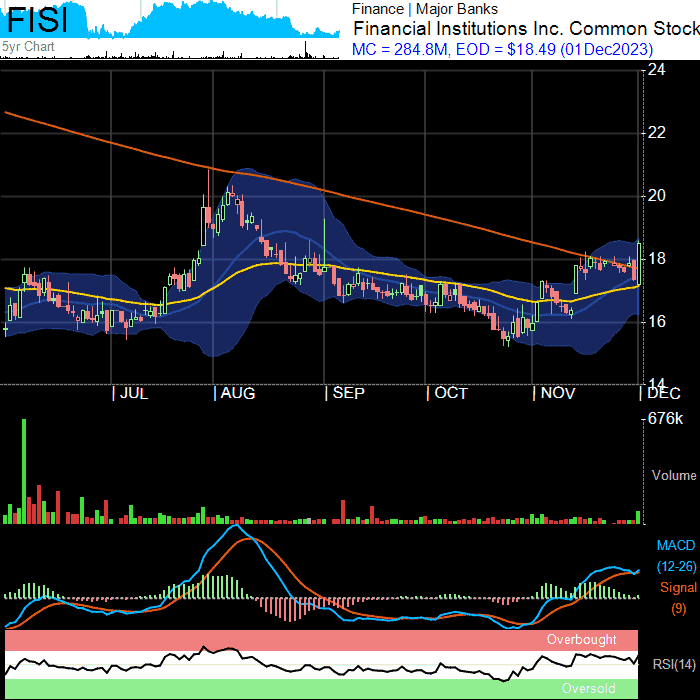 FISI
5yr Chart
Finance | Major Banks
Financial Institutions Inc. Common Stock
MC = 284.8M, EOD = $18.49 (01Dec2023)
24
22
20
18
16
14
JUL AUG SEP OCT NOV DEC
676k
Volume
MACD
(12-26)
Signal
(9)
Overbought
RSI(14)
Oversold